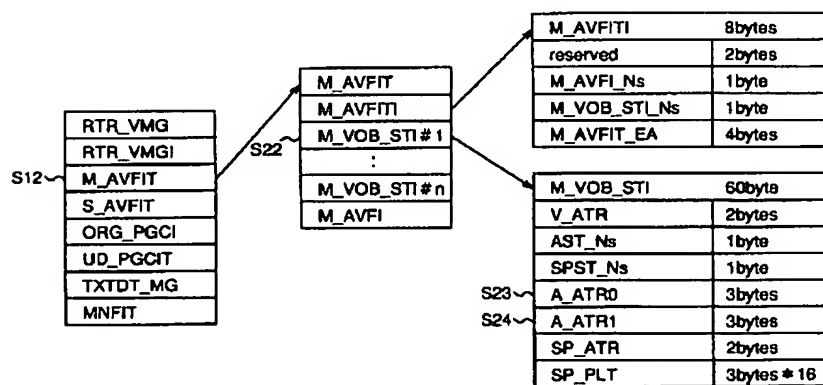 RTR_VMG
RTR_VMGI
S12 M_AVFIT
S_AVFIT
ORG_PGCI
UD_PGCIT
TXTDT_MG
MNFIT
M_AVFIT
M_AVFITI
S22 M_VOB_STI#1
:
M_VOB_STI#n
M_AVFI
M_AVFITI 8bytes
reserved 2bytes
M_AVFI_Ns 1byte
M_VOB_STI_Ns 1byte
M_AVFIT_EA 4bytes
M_VOB_STI 60byte
V_ATR 2bytes
AST_Ns 1byte
SPST_Ns 1byte
S23 A_ATR0 3bytes
S24 A_ATR1 3bytes
SP_ATR 2bytes
SP_PLT 3bytes*16